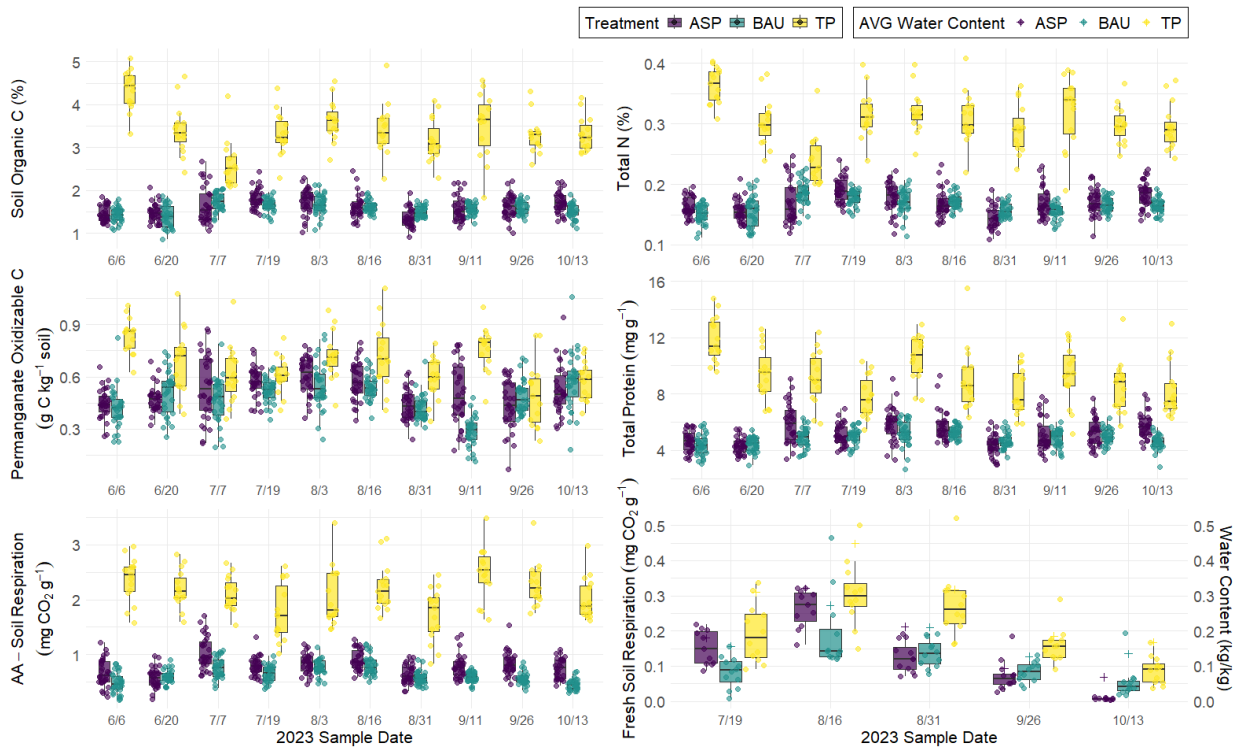 Treatment ASP BAU TP AVG Water Content ASP BAU TP
Soil Organic C (%)
5
4
3
2
1
6/6 6/20 7/7 7/19 8/3 8/16 8/31 9/11 9/26 10/13
Total N (%)
0.4
0.3
0.2
0.1
6/6 6/20 7/7 7/19 8/3 8/16 8/31 9/11 9/26 10/13
Permanganate Oxidizable C
(g C kg⁻¹ soil)
0.9
0.6
0.3
6/6 6/20 7/7 7/19 8/3 8/16 8/31 9/11 9/26 10/13
Total Protein (mg g⁻¹)
16
12
8
4
6/6 6/20 7/7 7/19 8/3 8/16 8/31 9/11 9/26 10/13
AA – Soil Respiration
(mg CO₂ g⁻¹)
3
2
1
6/6 6/20 7/7 7/19 8/3 8/16 8/31 9/11 9/26 10/13
2023 Sample Date
Fresh Soil Respiration (mg CO₂ g⁻¹)
0.5
0.4
0.3
0.2
0.1
0.0
7/19 8/16 8/31 9/26 10/13
2023 Sample Date
0.5
0.4
0.3
0.2
0.1
0.0
Water Content (kg/kg)